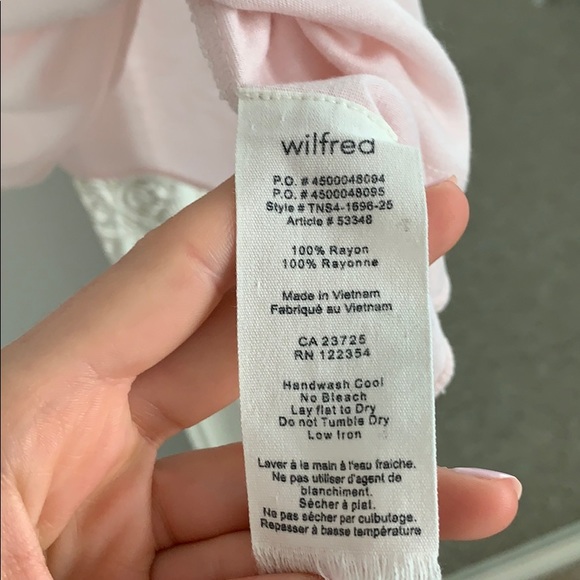 wilfred
P.O. # 4500048094
P.O. # 4500048095
Style # TNS4-1696-25
Article # 53348
100% Rayon
100% Rayonne
Made in Vietnam
Fabriqué au Vietnam
CA 23725
RN 122354
Handwash Cool
No Bleach
Lay flat to Dry
Do not Tumble Dry
Low Iron
Laver à la main à l'eau fraîche.
Ne pas utiliser d'agent de
blanchiment.
Sécher à plat.
Ne pas sécher par culbutage.
Repasser à basse température